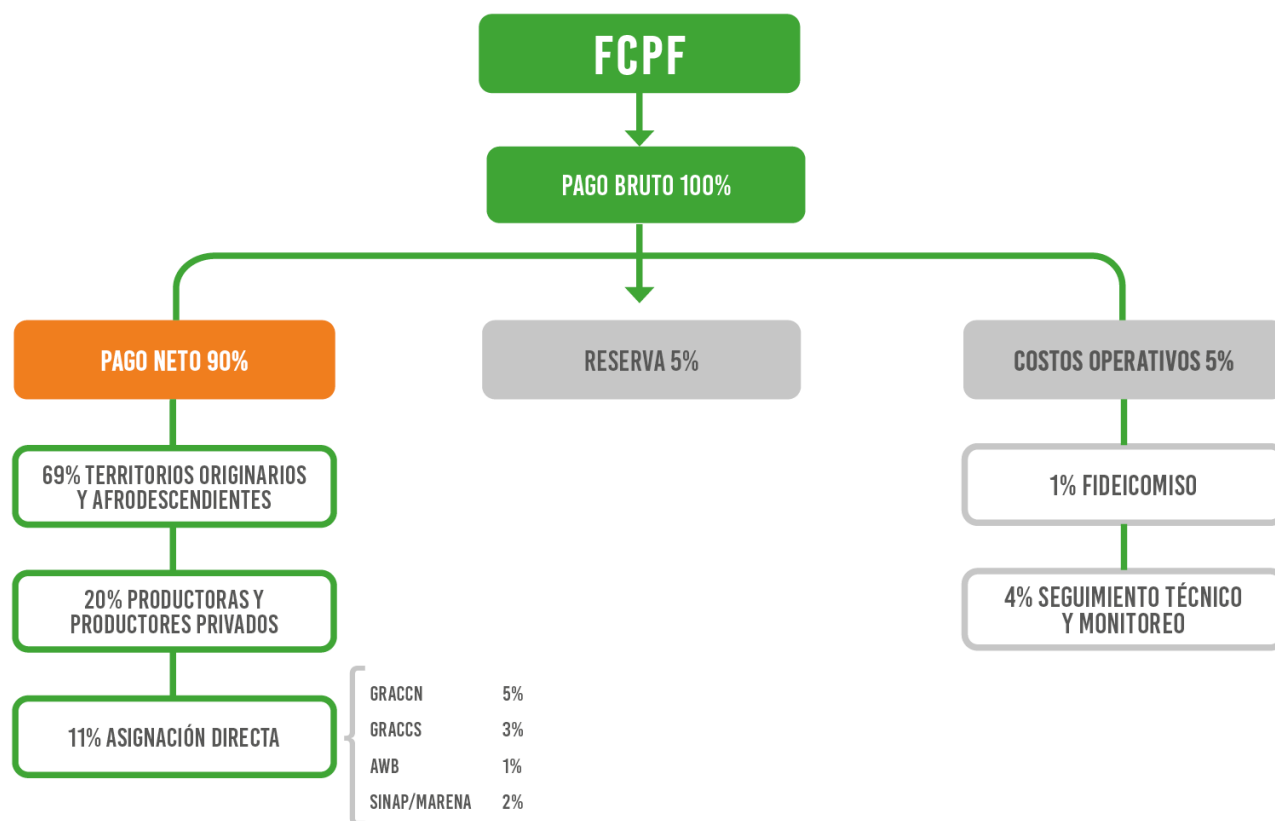 FCPF
PAGO BRUTO 100%
PAGO NETO 90%
RESERVA 5%
COSTOS OPERATIVOS 5%
69% TERRITORIOS ORIGINARIOS
Y AFRODESCENDIENTES
1% FIDEICOMISO
20% PRODUCTORAS Y
PRODUCTORES PRIVADOS
4% SEGUIMIENTO TÉCNICO
Y MONITOREO
11% ASIGNACIÓN DIRECTA
GRACCN 5%
GRACCS 3%
AWB 1%
SINAP/MARENA 2%